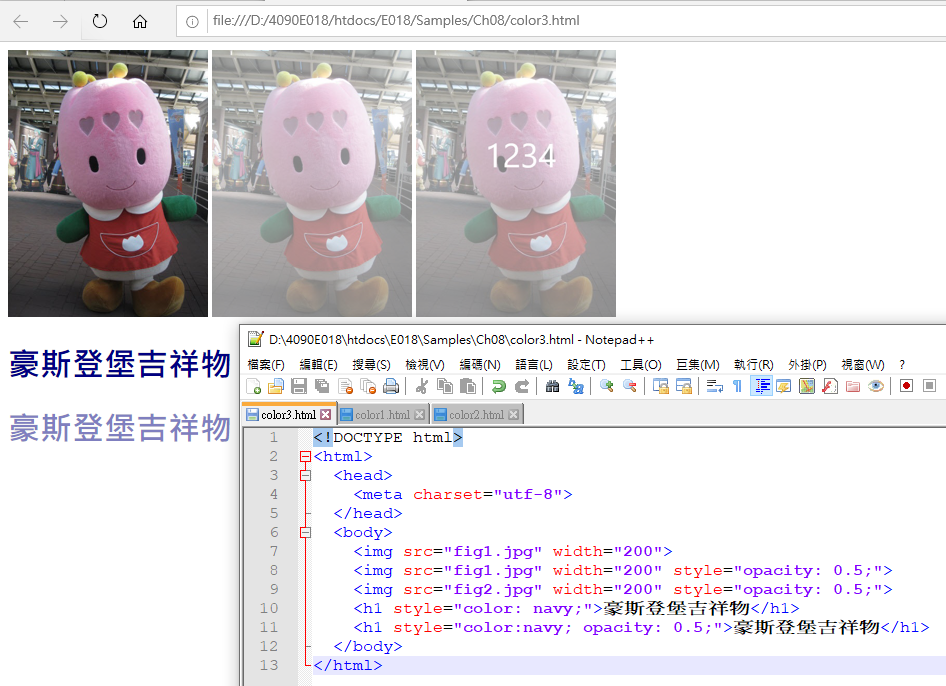 file:///D:/4090E018/htdocs/E018/Samples/Ch08/color3.html
1234
豪斯登堡吉祥物
豪斯登堡吉祥物
D:\4090E018\htdocs\E018\Samples\Ch08\color3.html - Notepad++
檔案(F) 編輯(E) 搜尋(S) 檢視(V) 編碼(N) 語言(L) 設定(T) 工具(O) 巨集(M) 執行(R) 外掛(P) 視窗(W) ?
color3.html color1.html color2.html
1 <!DOCTYPE html>
2 <html>
3 <head>
4 <meta charset="utf-8">
5 </head>
6 <body>
7 <img src="fig1.jpg" width="200">
8 <img src="fig1.jpg" width="200" style="opacity: 0.5;">
9 <img src="fig2.jpg" width="200" style="opacity: 0.5;">
10 <h1 style="color: navy;">豪斯登堡吉祥物</h1>
11 <h1 style="color:navy; opacity: 0.5;">豪斯登堡吉祥物</h1>
12 </body>
13 </html>